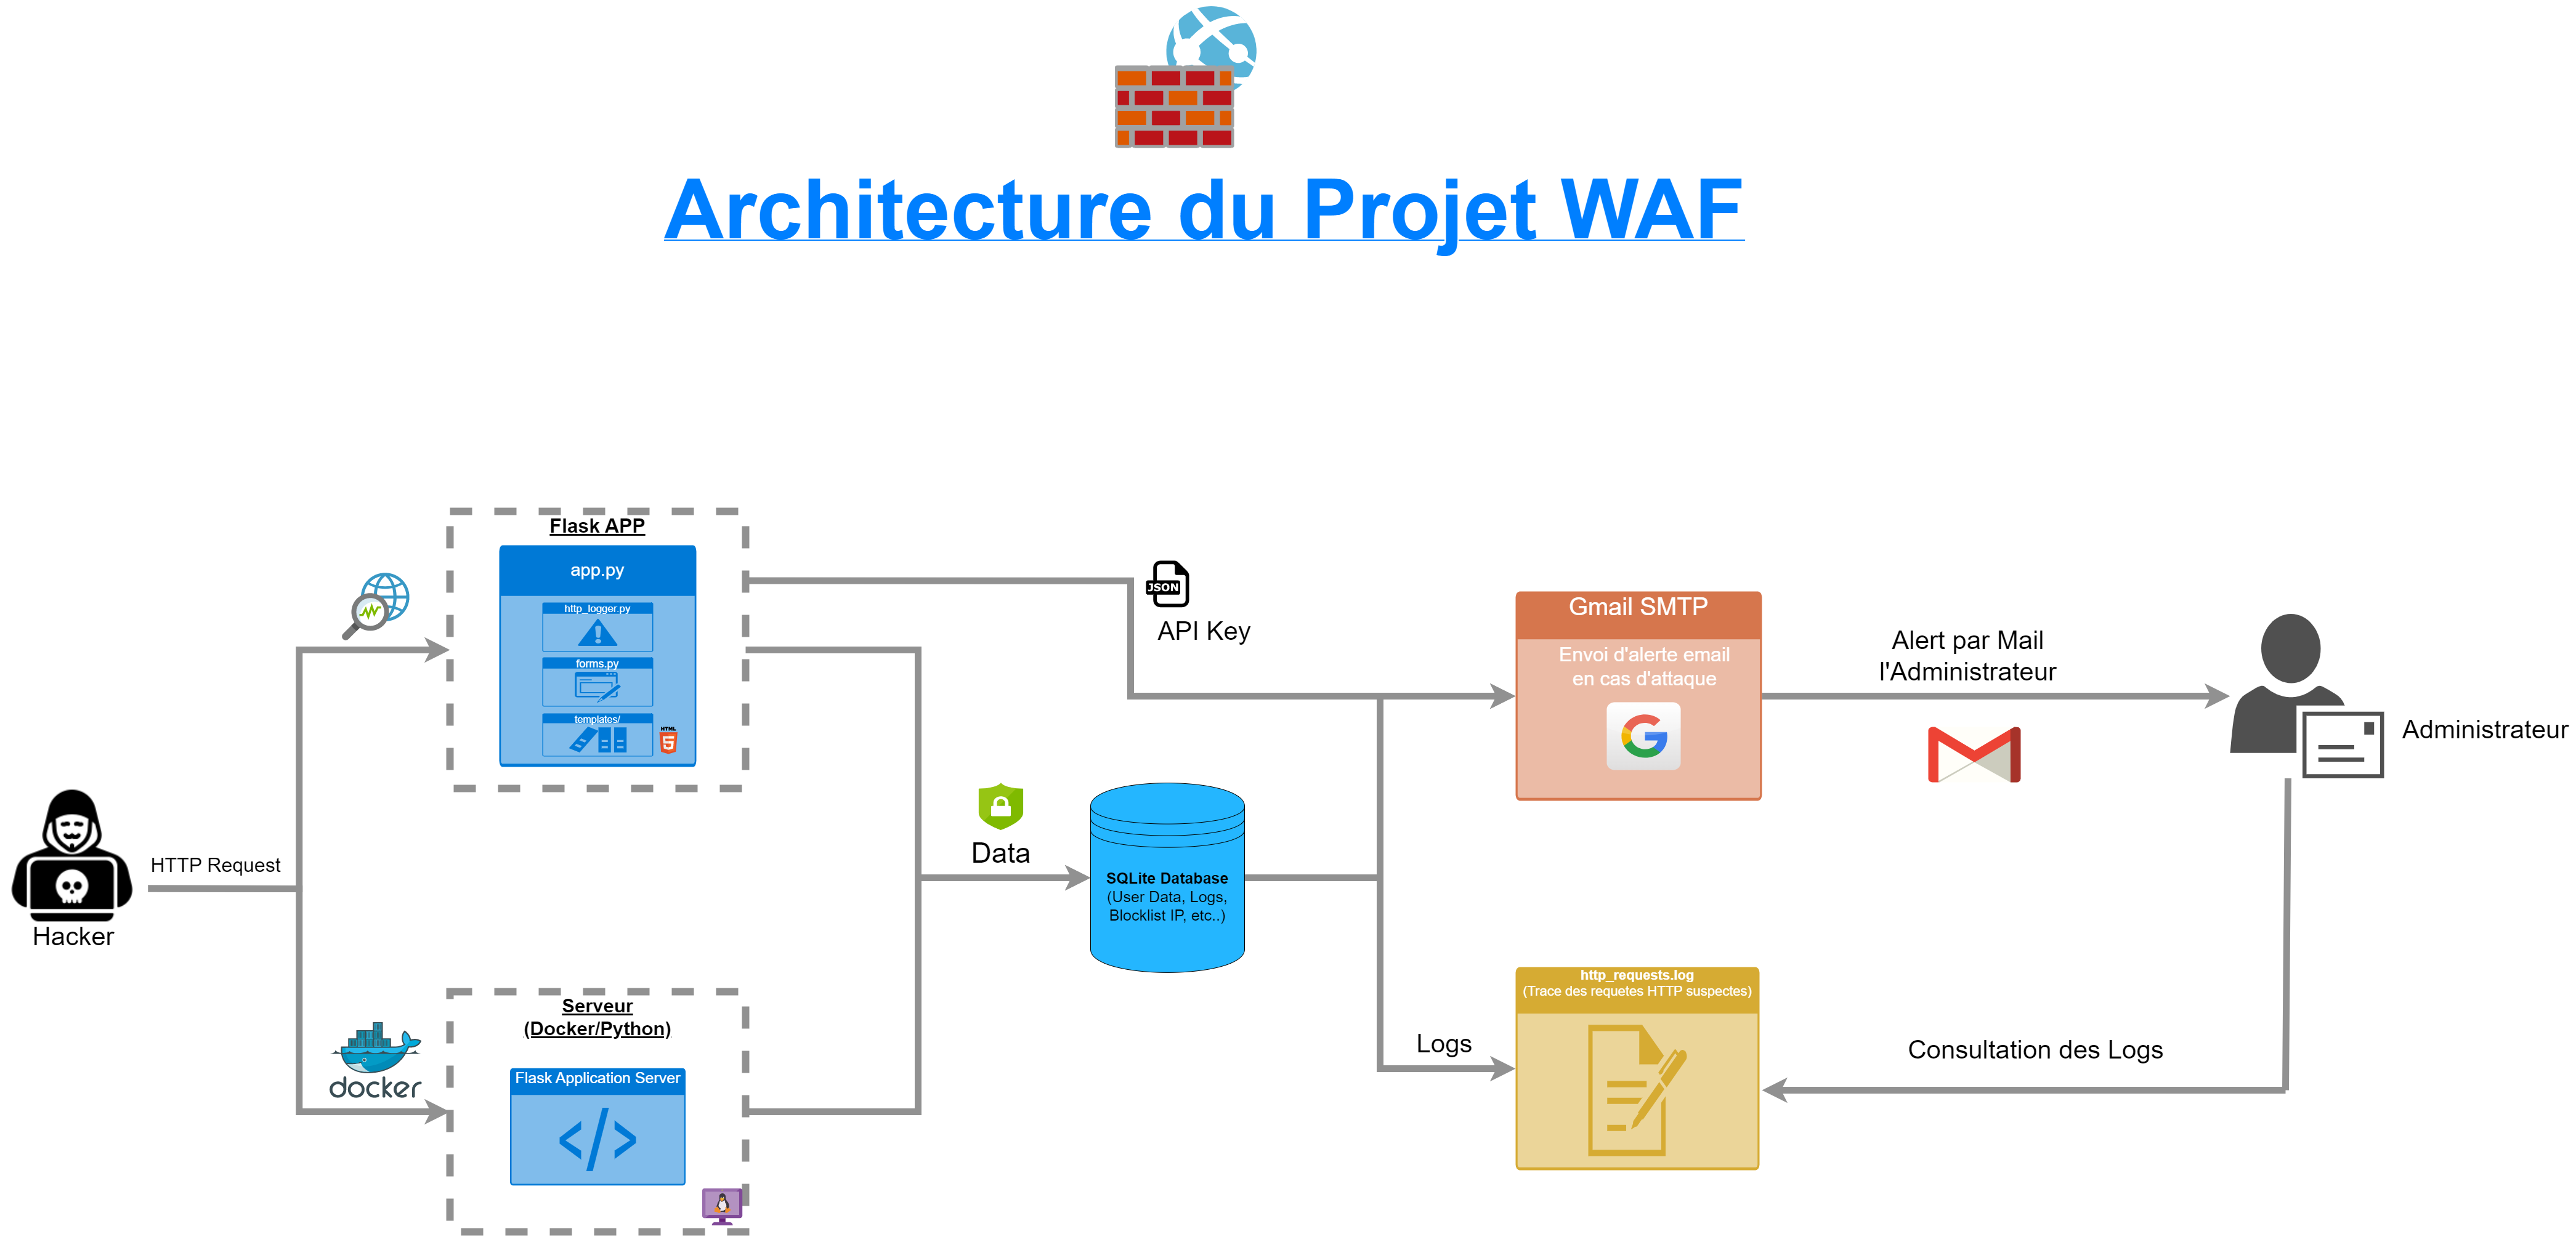 Architecture du Projet WAF
Flask APP
app.py
http_logger.py
forms.py
templates/
HTML
5
JSON
API Key
Gmail SMTP
Envoi d'alerte email
en cas d'attaque
G
Alert par Mail
l'Administrateur
Administrateur
HTTP Request
Hacker
Data
SQLite Database
(User Data, Logs,
Blocklist IP, etc..)
docker
Serveur
(Docker/Python)
Flask Application Server
</>
Logs
http_requests.log
(Trace des requetes HTTP suspectes)
Consultation des Logs